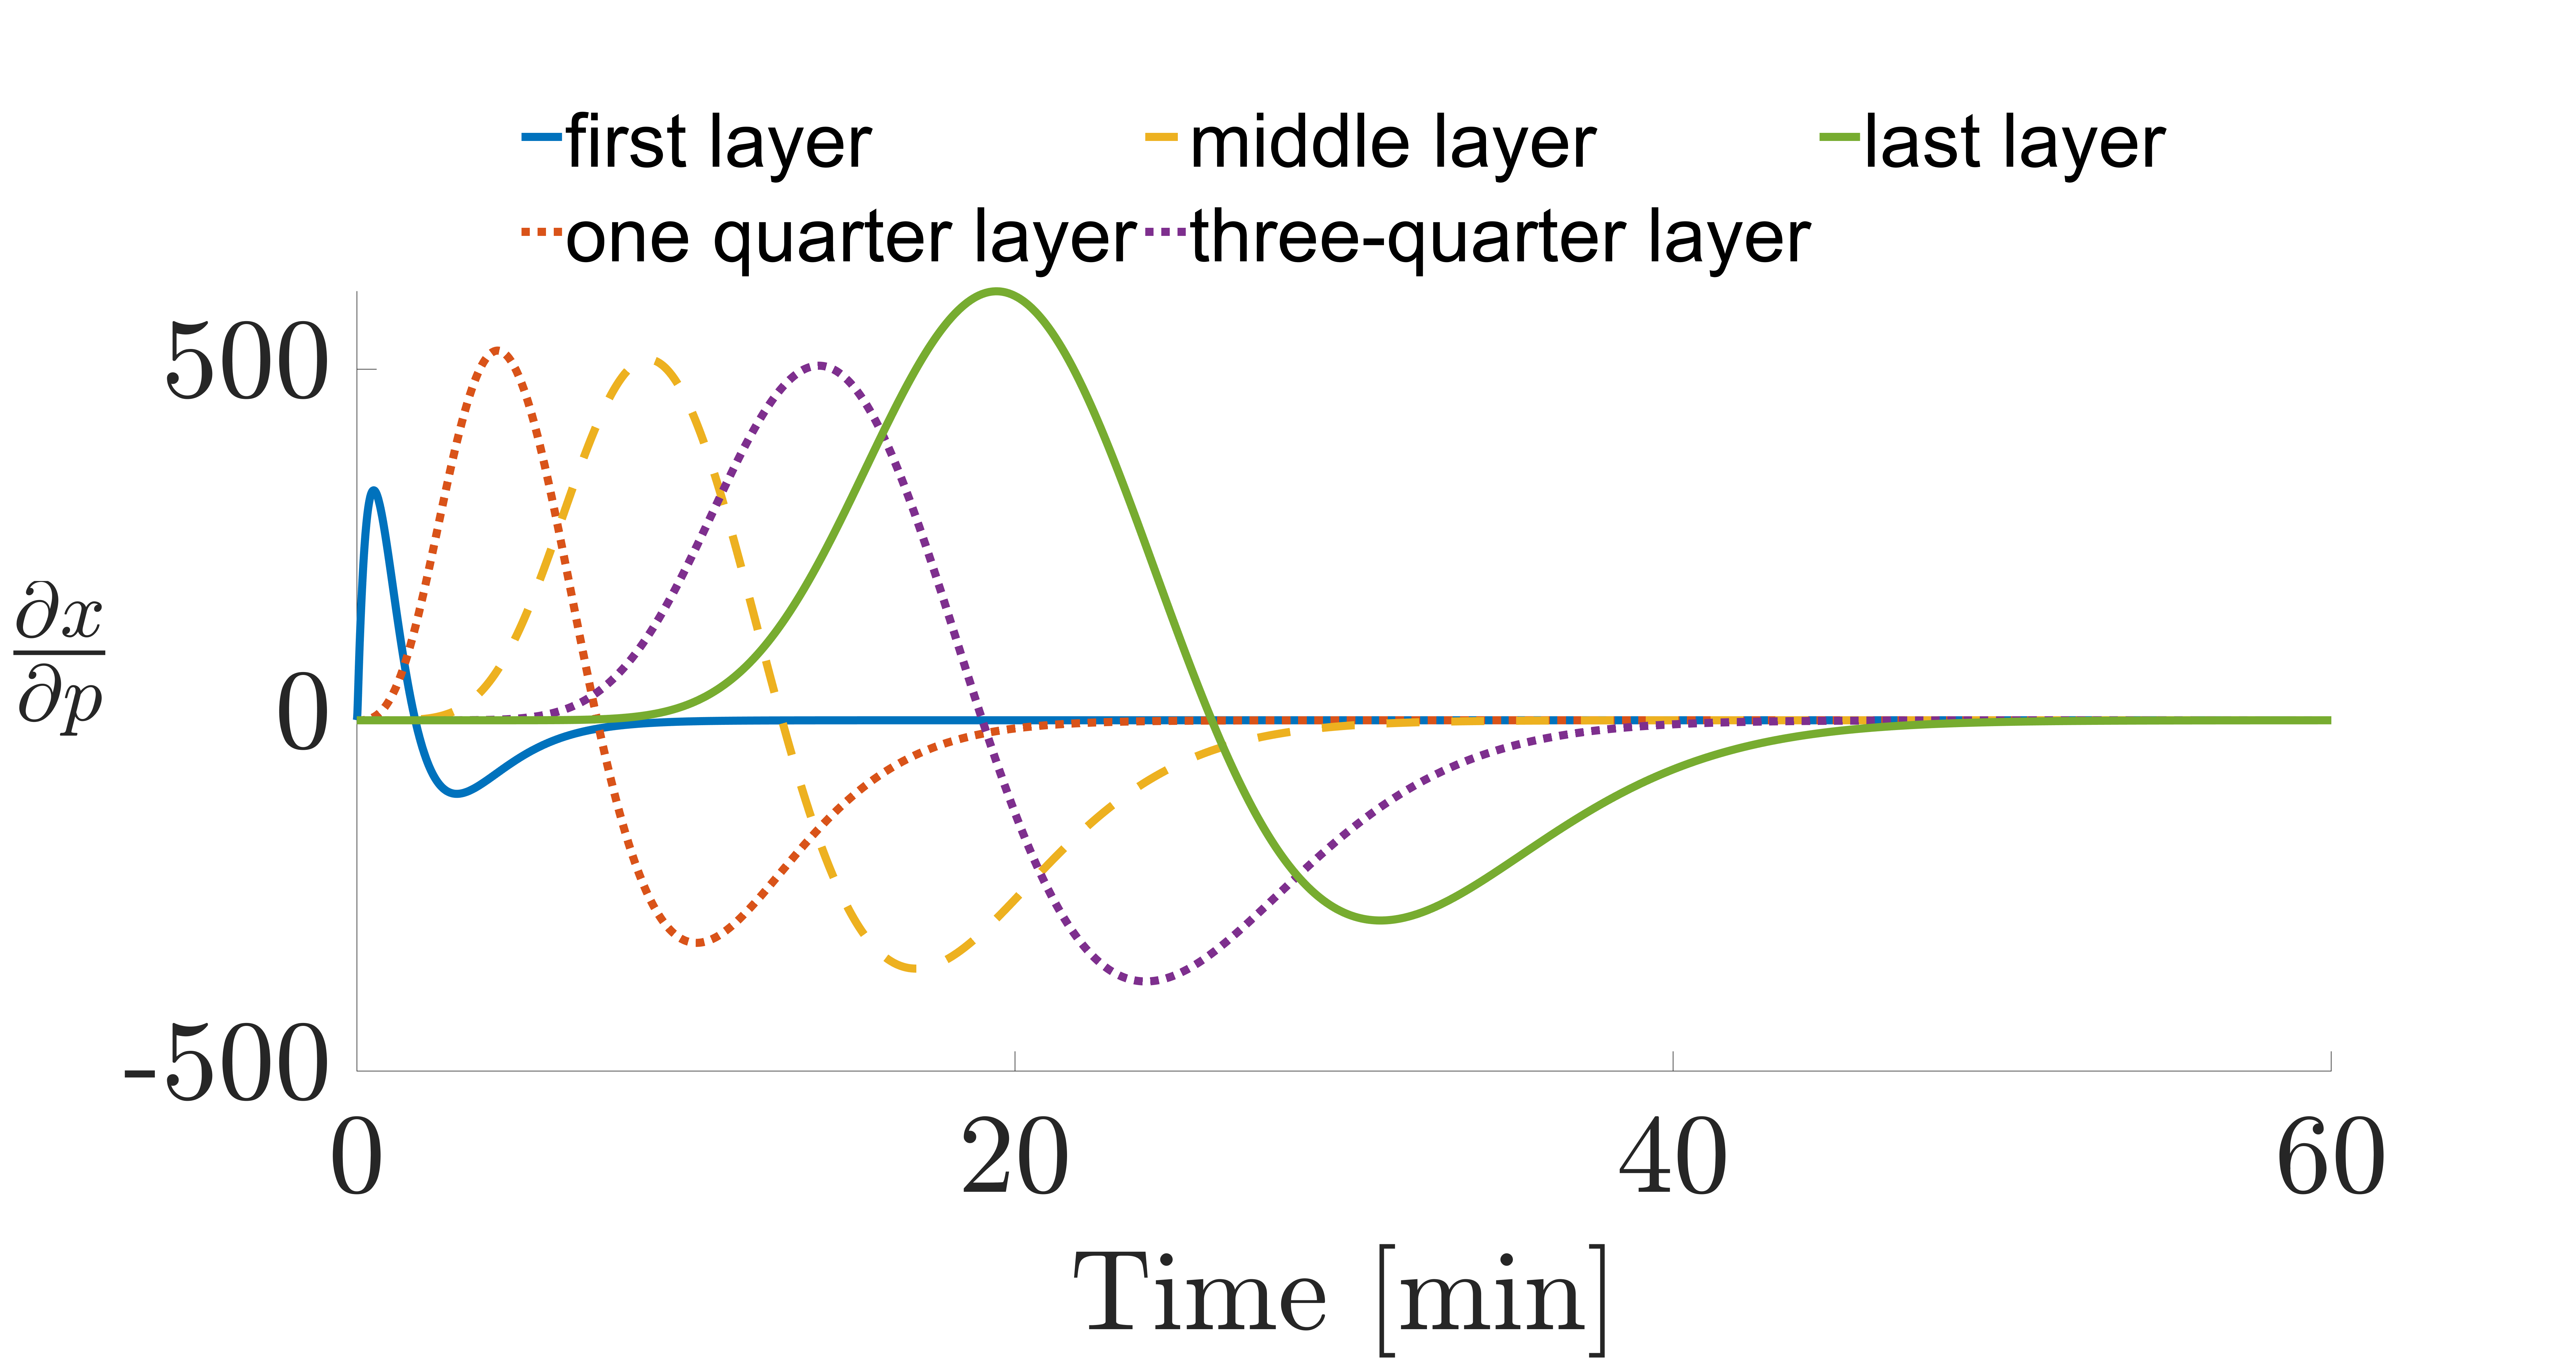 first layer middle layer last layer
one quarter layer three-quarter layer
500
∂x
∂p
0
-500
0 20 40 60
Time [min]